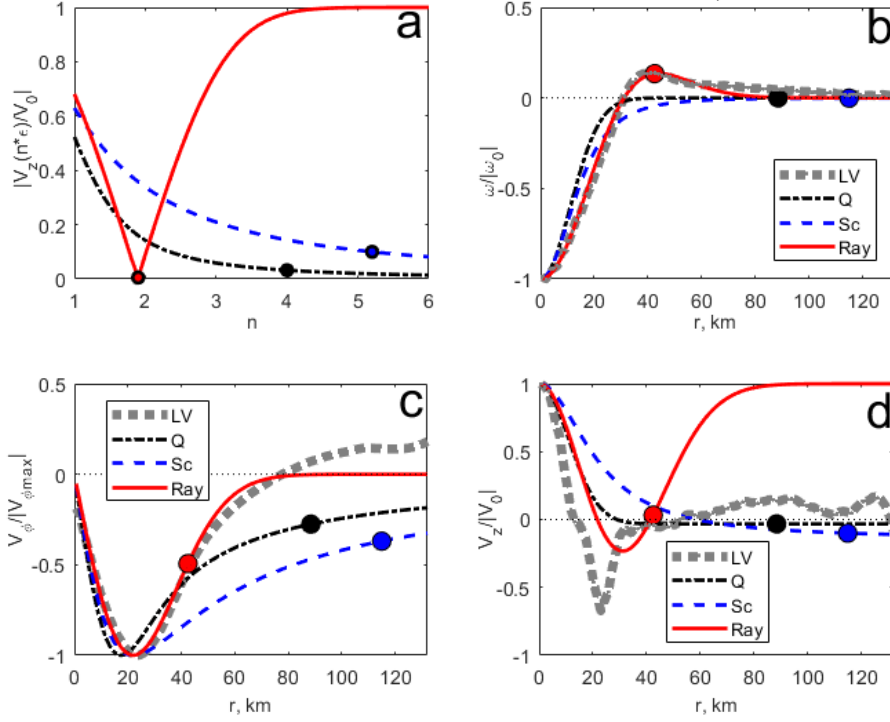 a
|V_z(n*ϵ)/V_0|
1
0.8
0.6
0.4
0.2
0
1 2 3 4 5 6
n
b
ω/|ω_0|
0.5
0
-0.5
-1
LV
Q
Sc
Ray
0 20 40 60 80 100 120
r, km
c
V_ϕ/|V_ϕmax|
0.5
0
-0.5
-1
LV
Q
Sc
Ray
0 20 40 60 80 100 120
r, km
d
V_z/|V_0|
1
0.5
0
-0.5
-1
LV
Q
Sc
Ray
0 20 40 60 80 100 120
r, km